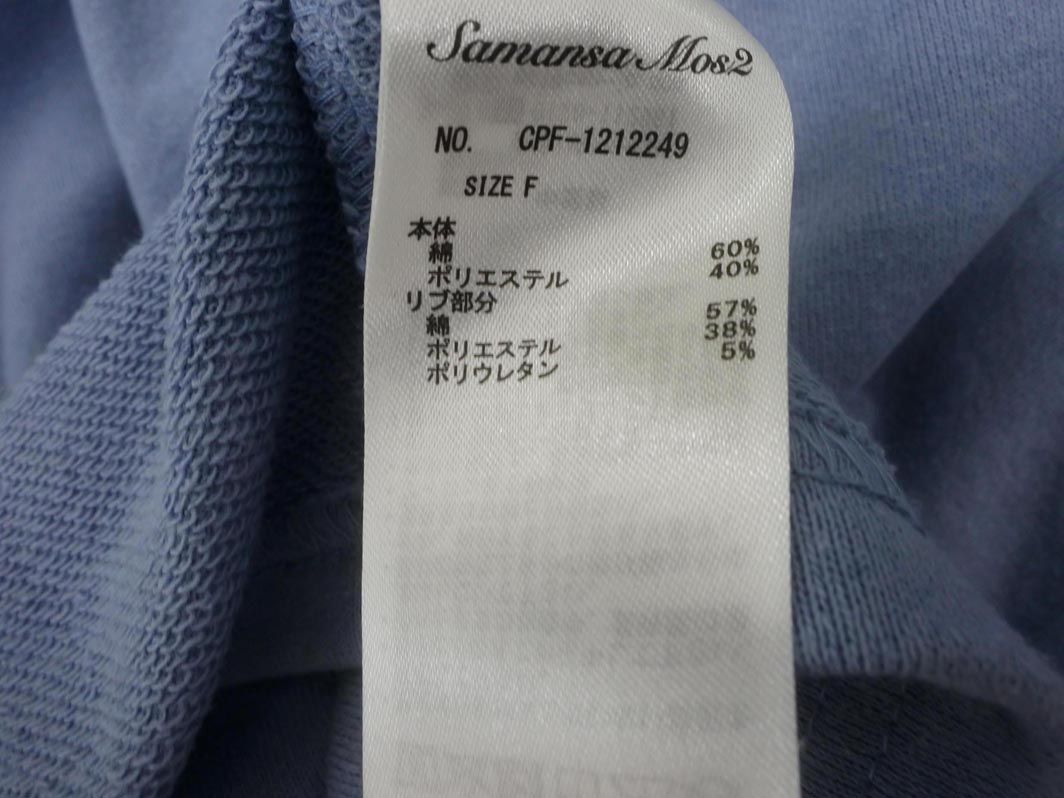 Samansa Mos2
NO. CPF-1212249
SIZE F
本体
綿 60%
ポリエステル 40%
リブ部分
綿 57%
ポリエステル 38%
ポリウレタン 5%